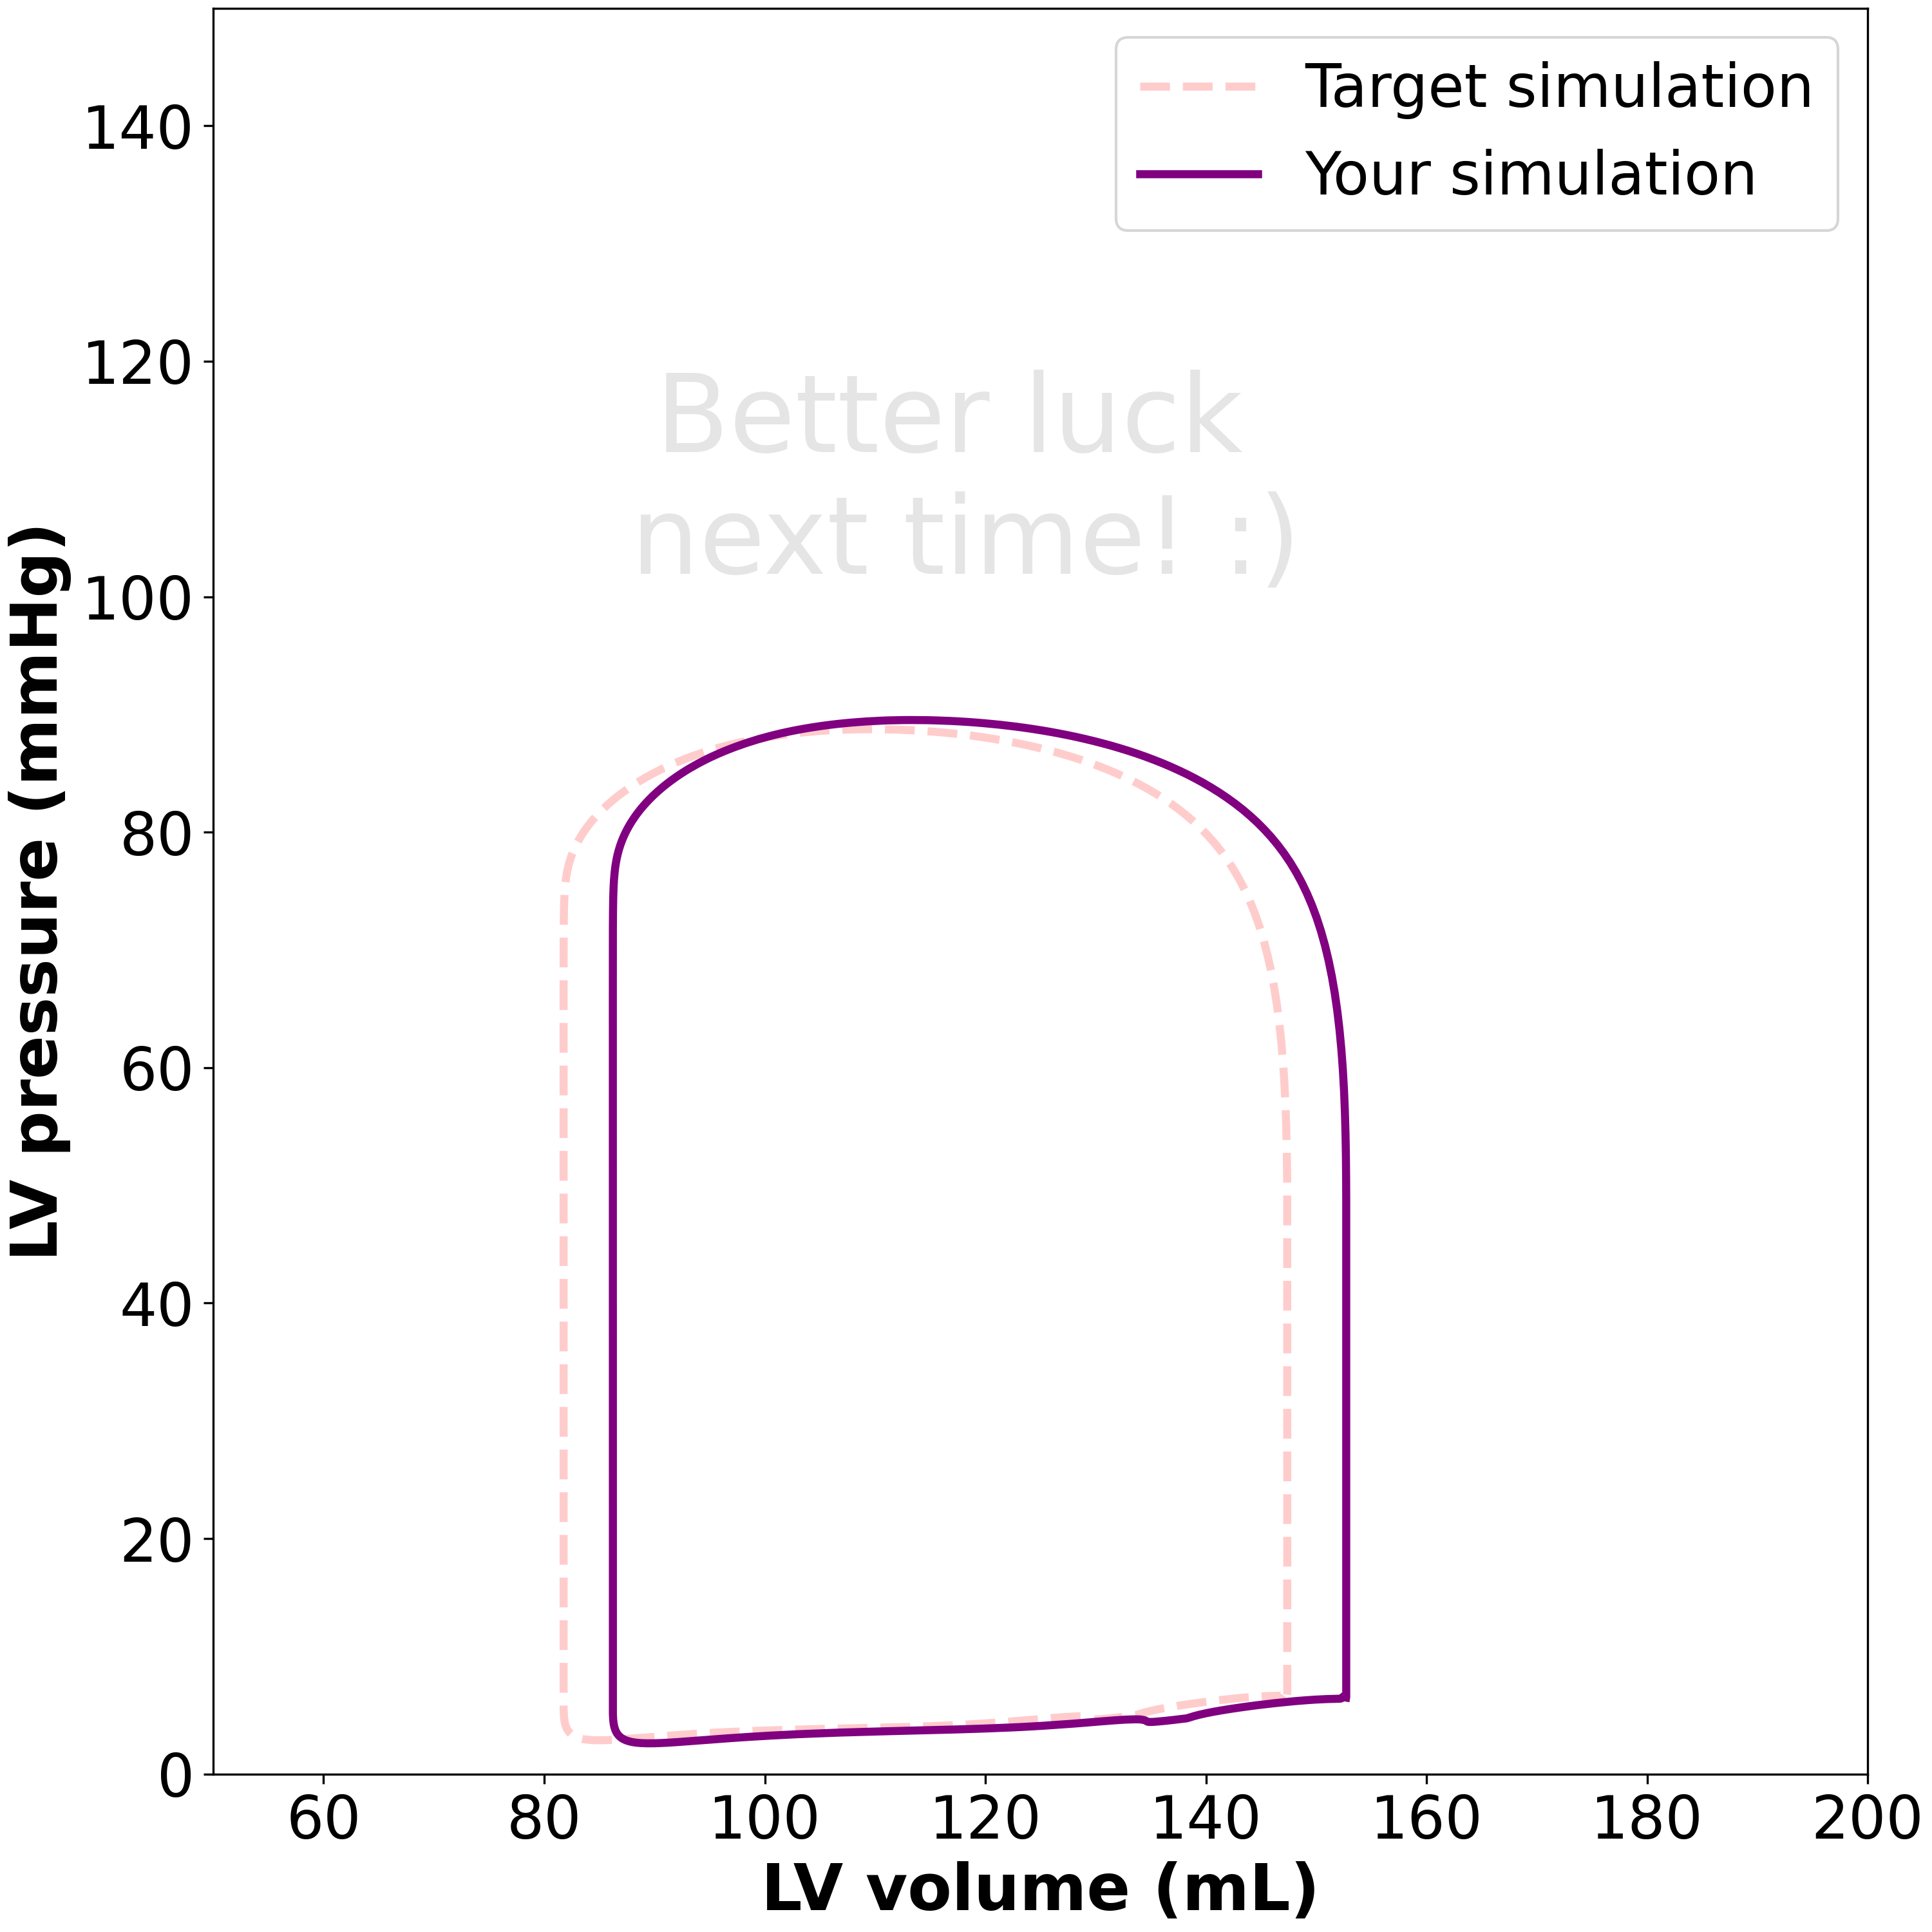 Target simulation
Your simulation
Better luck
next time! :)
LV pressure (mmHg)
140
120
100
80
60
40
20
0
60 80 100 120 140 160 180 200
LV volume (mL)